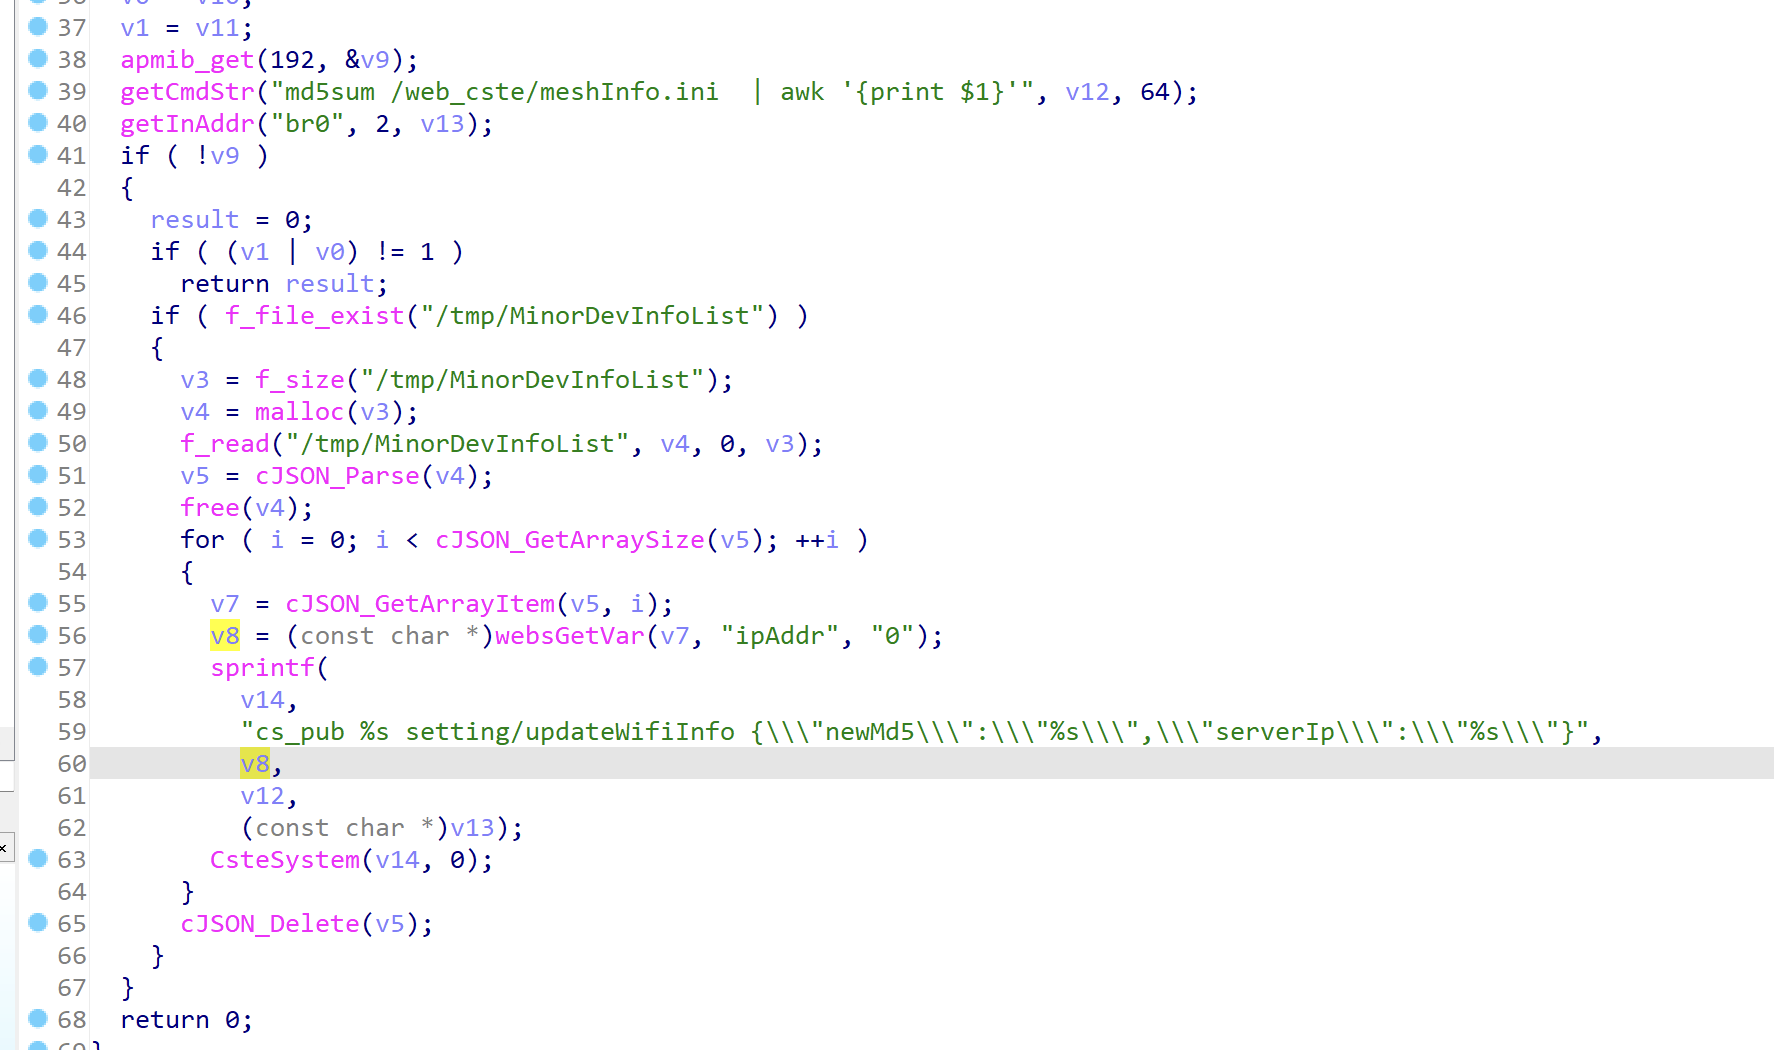 37 v1 = v11;
38 apmib_get(192, &v9);
39 getCmdStr("md5sum /web_cste/meshInfo.ini  | awk '{print $1}'", v12, 64);
40 getInAddr("br0", 2, v13);
41 if ( !v9 )
42 {
43 result = 0;
44 if ( (v1 | v0) != 1 )
45 return result;
46 if ( f_file_exist("/tmp/MinorDevInfoList") )
47 {
48 v3 = f_size("/tmp/MinorDevInfoList");
49 v4 = malloc(v3);
50 f_read("/tmp/MinorDevInfoList", v4, 0, v3);
51 v5 = cJSON_Parse(v4);
52 free(v4);
53 for ( i = 0; i < cJSON_GetArraySize(v5); ++i )
54 {
55 v7 = cJSON_GetArrayItem(v5, i);
56 v8 = (const char *)websGetVar(v7, "ipAddr", "0");
57 sprintf(
58 v14,
59 "cs_pub %s setting/updateWifiInfo {\\\"newMd5\\\":\\\"%s\\\",\\\"serverIp\\\":\\\"%s\\\"}",
60 v8,
61 v12,
62 (const char *)v13);
63 CsteSystem(v14, 0);
64 }
65 cJSON_Delete(v5);
66 }
67 }
68 return 0;